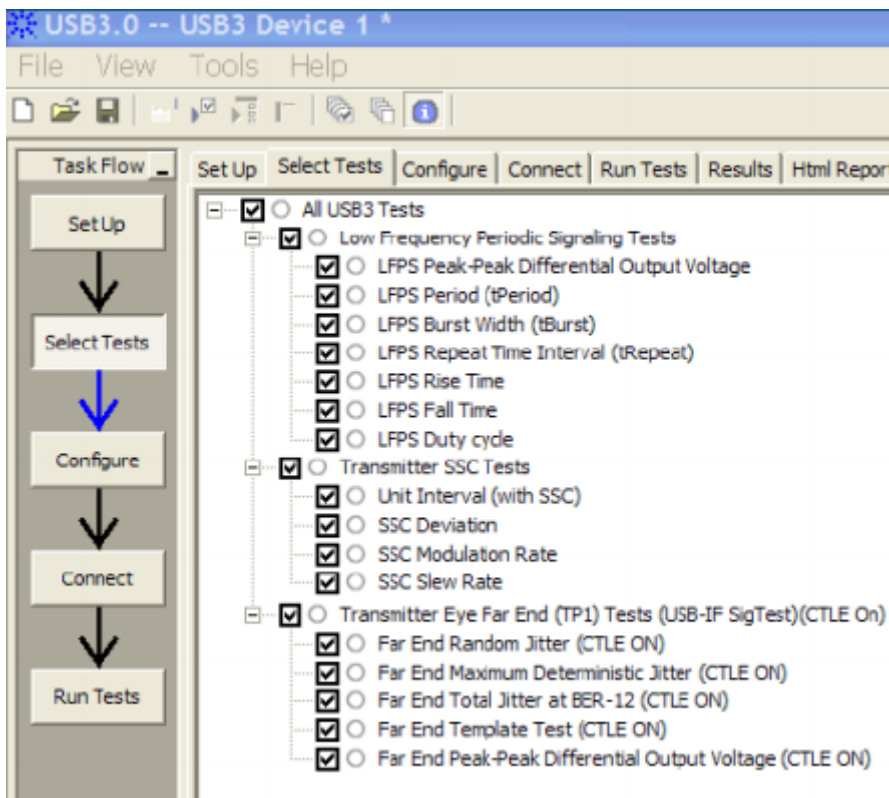 USB3.0 -- USB3 Device 1 *
File View Tools Help
Task Flow
Set Up
Select Tests
Configure
Connect
Run Tests
Set Up Select Tests Configure Connect Run Tests Results Html Repor
All USB3 Tests
Low Frequency Periodic Signaling Tests
LFPS Peak-Peak Differential Output Voltage
LFPS Period (tPeriod)
LFPS Burst Width (tBurst)
LFPS Repeat Time Interval (tRepeat)
LFPS Rise Time
LFPS Fall Time
LFPS Duty cycle
Transmitter SSC Tests
Unit Interval (with SSC)
SSC Deviation
SSC Modulation Rate
SSC Slew Rate
Transmitter Eye Far End (TP1) Tests (USB-IF SigTest)(CTLE On)
Far End Random Jitter (CTLE ON)
Far End Maximum Deterministic Jitter (CTLE ON)
Far End Total Jitter at BER-12 (CTLE ON)
Far End Template Test (CTLE ON)
Far End Peak-Peak Differential Output Voltage (CTLE ON)